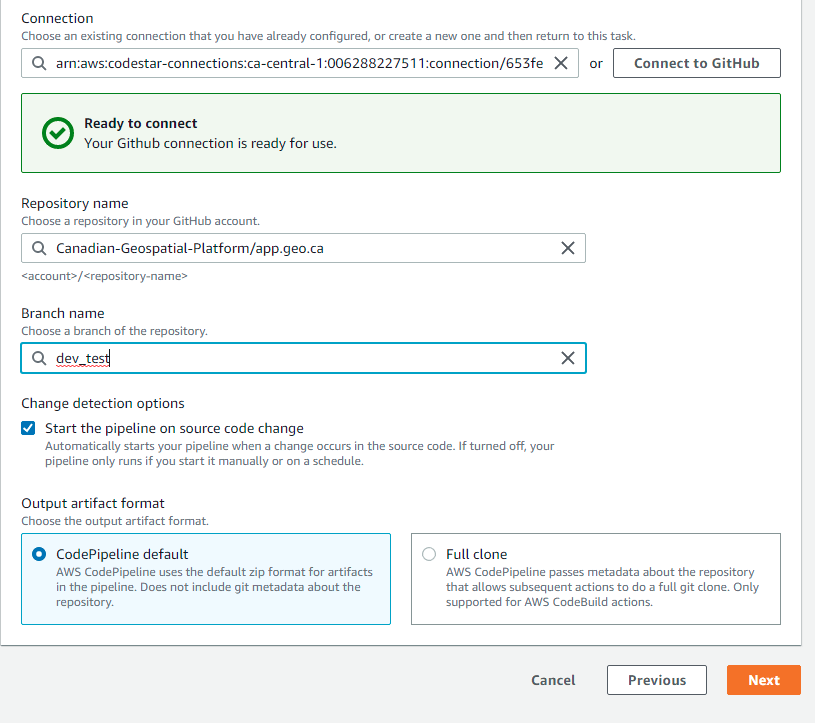 Connection
Choose an existing connection that you have already configured, or create a new one and then return to this task.
arn:aws:codestar-connections:ca-central-1:006288227511:connection/653fe
or
Connect to GitHub
Ready to connect
Your Github connection is ready for use.
Repository name
Choose a repository in your GitHub account.
Canadian-Geospatial-Platform/app.geo.ca
<account>/<repository-name>
Branch name
Choose a branch of the repository.
dev_test
Change detection options
Start the pipeline on source code change
Automatically starts your pipeline when a change occurs in the source code. If turned off, your
pipeline only runs if you start it manually or on a schedule.
Output artifact format
Choose the output artifact format.
CodePipeline default
AWS CodePipeline uses the default zip format for artifacts
in the pipeline. Does not include git metadata about the
repository.
Full clone
AWS CodePipeline passes metadata about the repository
that allows subsequent actions to do a full git clone. Only
supported for AWS CodeBuild actions.
Cancel
Previous
Next